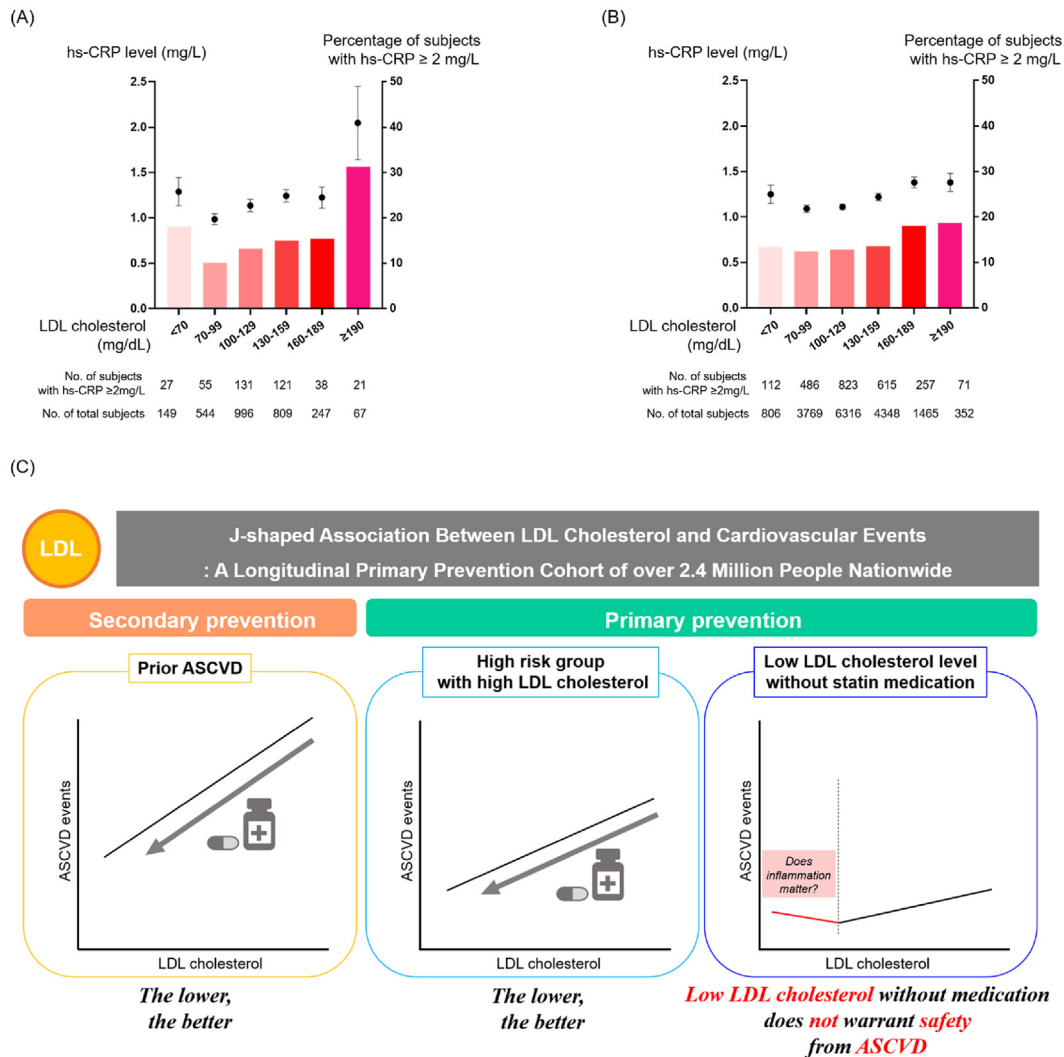 (A)
hs-CRP level (mg/L)
Percentage of subjects
with hs-CRP ≥ 2 mg/L
2.5
2.0
1.5
1.0
0.5
0.0
50
40
30
20
10
0
LDL cholesterol
(mg/dL)
<70
70-99
100-129
130-159
160-189
≥190
No. of subjects
with hs-CRP ≥2mg/L
27 55 131 121 38 21
No. of total subjects 149 544 996 809 247 67
(B)
hs-CRP level (mg/L)
Percentage of subjects
with hs-CRP ≥ 2 mg/L
2.5
2.0
1.5
1.0
0.5
0.0
50
40
30
20
10
0
LDL cholesterol
(mg/dL)
<70
70-99
100-129
130-159
160-189
≥190
No. of subjects
with hs-CRP ≥2mg/L
112 486 823 615 257 71
No. of total subjects 806 3769 6316 4348 1465 352
(C)
LDL
J-shaped Association Between LDL Cholesterol and Cardiovascular Events
: A Longitudinal Primary Prevention Cohort of over 2.4 Million People Nationwide
Secondary prevention
Primary prevention
Prior ASCVD
ASCVD events
LDL cholesterol
The lower,
the better
High risk group
with high LDL cholesterol
ASCVD events
LDL cholesterol
The lower,
the better
Low LDL cholesterol level
without statin medication
ASCVD events
Does
inflammation
matter?
LDL cholesterol
Low LDL cholesterol without medication
does not warrant safety
from ASCVD